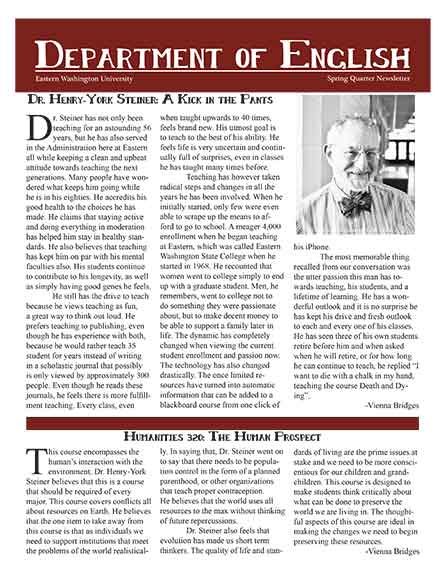 DEPARTMENT OF ENGLISH
Eastern Washington University
Spring Quarter Newsletter
DR. HENRY-YORK STEINER: A KICK IN THE PANTS
Dr. Steiner has not only been
teaching for an astounding 56
years, but he has also served
in the Administration here at Eastern
all while keeping a clean and upbeat
attitude towards teaching the next
generations. Many people have won-
dered what keeps him going while
he is in his eighties. He accredits his
good health to the choices he has
made. He claims that staying active
and doing everything in moderation
has helped him stay in healthy stan-
dards. He also believes that teaching
has kept him on par with his mental
faculties also. His students continue
to contribute to his longevity, as well
as simply having good genes he feels.
He still has the drive to teach
because he views teaching as fun,
a great way to think out loud. He
prefers teaching to publishing, even
though he has experience with both,
because he would rather teach 35
student for years instead of writing
in a scholastic journal that possibly
is only viewed by approximately 300
people. Even though he reads these
journals, he feels there is more fulfill-
ment teaching. Every class, even
when taught upwards to 40 times,
feels brand new. His utmost goal is
to teach to the best of his ability. He
feels life is very uncertain and contin-
ually full of surprises, even in classes
he has taught many times before.
Teaching has however taken
radical steps and changes in all the
years he has been involved. When he
initially started, only few were even
able to scrape up the means to af-
ford to go to school. A meager 4,000
enrollment when he began teaching
at Eastern, which was called Eastern
Washington State College when he
started in 1968. He recounted that
women went to college simply to end
up with a graduate student. Men, he
remembers, went to college not to
do something they were passionate
about, but to make decent money to
be able to support a family later in
life. The dynamic has completely
changed when viewing the current
student enrollment and passion now.
The technology has also changed
drastically. The once limited re-
sources have turned into automatic
information that can be added to a
blackboard course from one click of
his iPhone.
The most memorable thing
recalled from our conversation was
the utter passion this man has to-
wards teaching, his students, and a
lifetime of learning. He has a won-
derful outlook and it is no surprise he
has kept his drive and fresh outlook
to each and every one of his classes.
He has seen three of his own students
retire before him and when asked
when he will retire, or for how long
he can continue to teach, he replied "I
want to die with a chalk in my hand,
teaching the course Death and Dy-
ing".
-Vienna Bridges
HUMANITIES 320: THE HUMAN PROSPECT
This course encompasses the
human's interaction with the
environment. Dr. Henry-York
Steiner believes that this is a course
that should be required of every
major. This course covers conflicts all
about resources on Earth. He believes
that the one item to take away from
this course is that as individuals we
need to support institutions that meet
the problems of the world realistical-
ly. In saying that, Dr. Steiner went on
to say that there needs to be popula-
tion control in the form of a planned
parenthood, or other organizations
that teach proper contraception.
He believes that the world uses all
resources to the max without thinking
of future repercussions.
Dr. Steiner also feels that
evolution has made us short term
thinkers. The quality of life and stan-
dards of living are the prime issues at
stake and we need to be more consci-
entious for our children and grand-
children. This course is designed to
make students think critically about
what can be done to preserve the
world we are living in. The thoughtful-
ful aspects of this course are ideal in
making the changes we need to begin
preserving these resources.
-Vienna Bridges